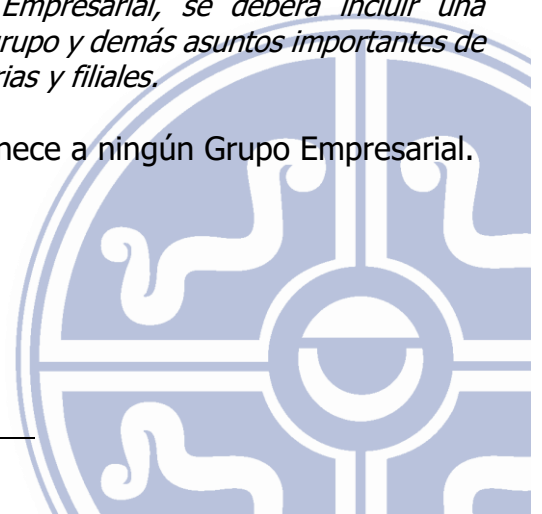 Empresarial, se deberá incluir una
grupo y demás asuntos importantes de
rias y filiales.
nece a ningún Grupo Empresarial.